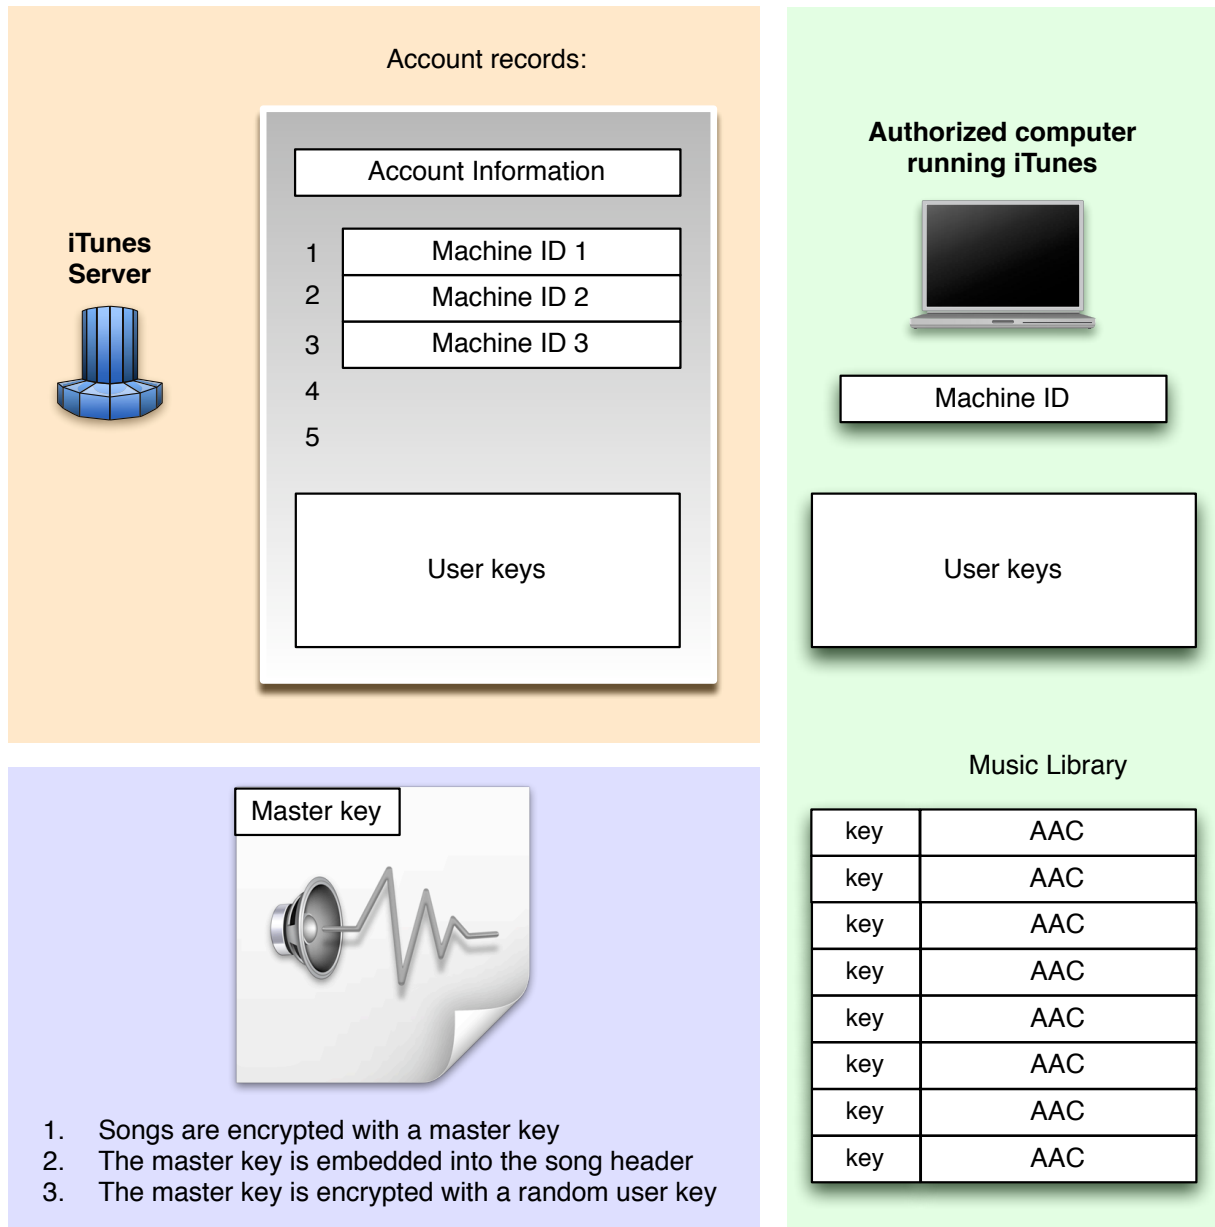 Account records:
iTunes
Server
Account Information
1 Machine ID 1
2 Machine ID 2
3 Machine ID 3
4
5
User keys
Authorized computer
running iTunes
Machine ID
User keys
Music Library
key AAC
key AAC
key AAC
key AAC
key AAC
key AAC
key AAC
key AAC
Master key
1. Songs are encrypted with a master key
2. The master key is embedded into the song header
3. The master key is encrypted with a random user key